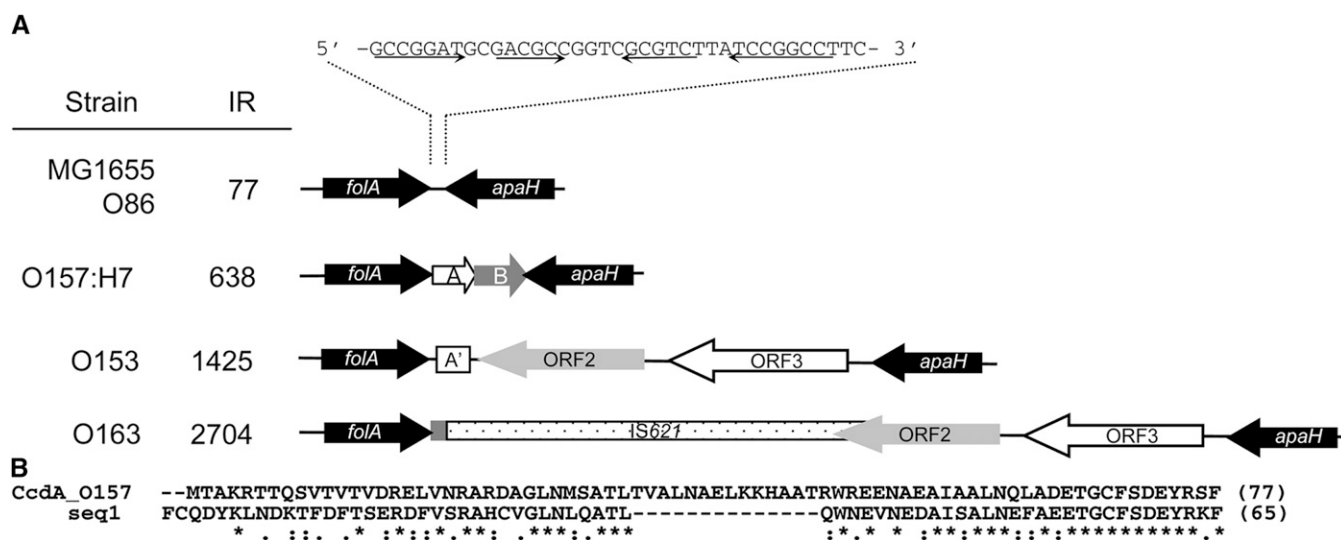 A
5′ -GCCGGATGCGACGCCGGTCGCGTCTTATCCGGCCTTC- 3′
Strain IR
MG1655
O86 77 folA apaH
O157:H7 638 folA A B apaH
O153 1425 folA A' ORF2 ORF3 apaH
O163 2704 folA IS621 ORF2 ORF3 apaH
B
CcdA_O157 --MTAKRTTQSVTVTVDRELVNRARDAGLNMSATLTVALNAELKKHAATRWREENAEAIAALNQLADETGCFSDEYRSF (77)
seq1 FCQDYKLNDKTFDFTSERDFVSRAHCVGLNLQATL--------------QWNEVNEDAISALNEFAEETGCFSDEYRKF (65)
* . :: .* *: :*.**: .***:.*** :*.* * :**:***::*:**********.*